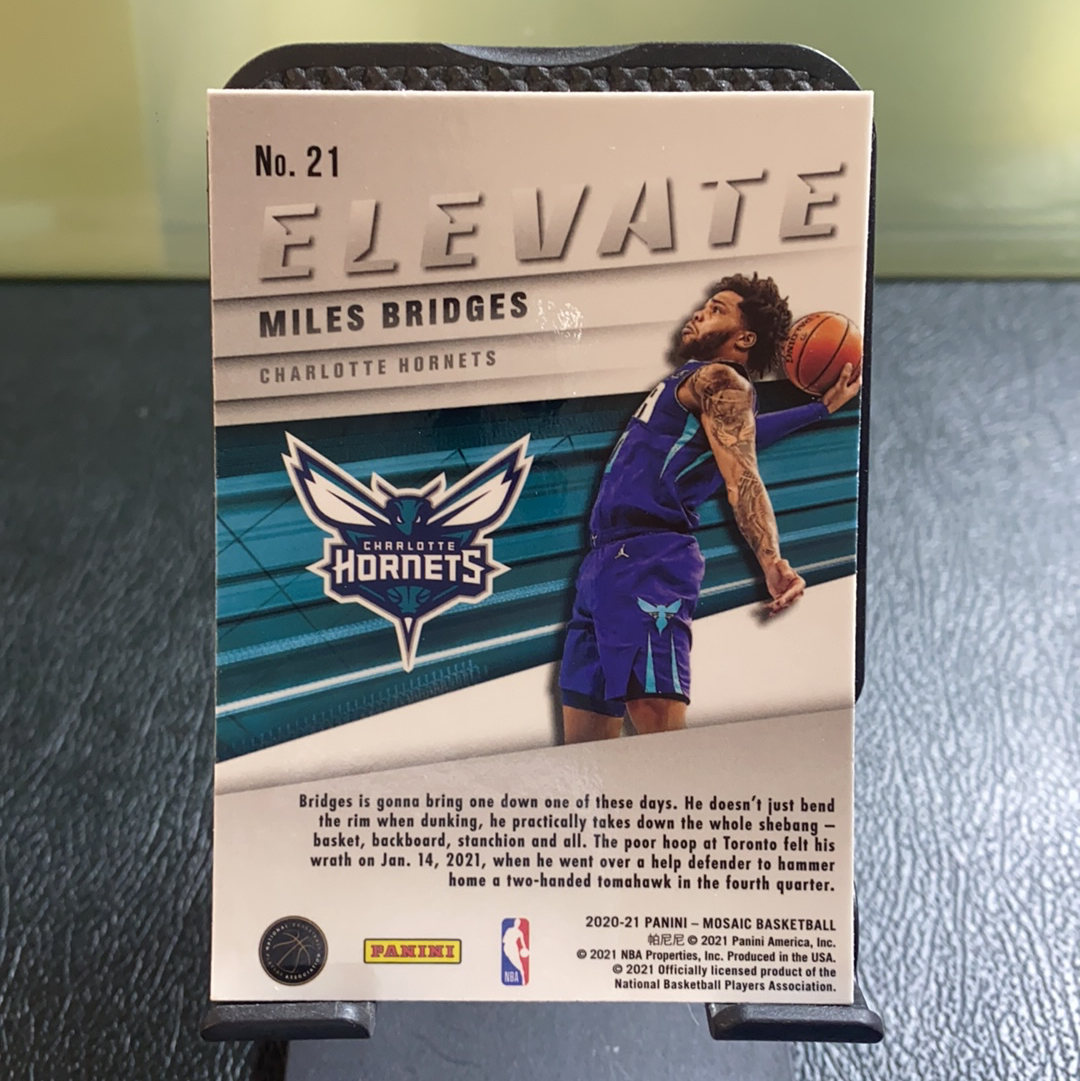 No. 21
ELEVATE
MILES BRIDGES
CHARLOTTE HORNETS
SPALDING
CHARLOTTE
HORNETS
Bridges is gonna bring one down one of these days. He doesn't just bend
the rim when dunking, he practically takes down the whole shebang –
basket, backboard, stanchion and all. The poor hoop at Toronto felt his
wrath on Jan. 14, 2021, when he went over a help defender to hammer
home a two-handed tomahawk in the fourth quarter.
NATIONAL BASKETBALL
PLAYERS ASSOCIATION
PANINI
NBA
2020-21 PANINI – MOSAIC BASKETBALL
帕尼尼 © 2021 Panini America, Inc.
© 2021 NBA Properties, Inc. Produced in the USA.
© 2021 Officially licensed product of the
National Basketball Players Association.